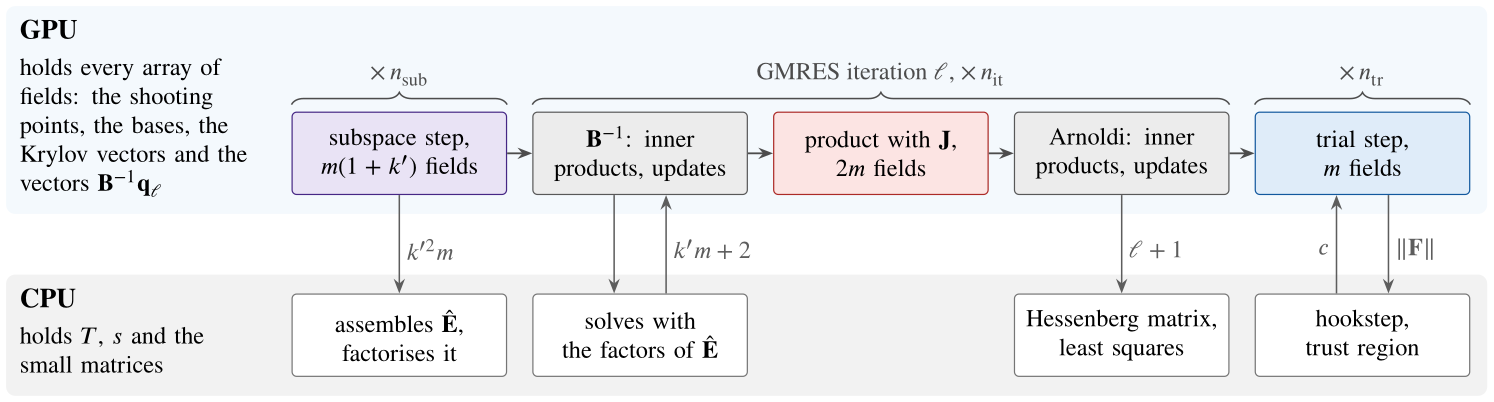 GPU
holds every array of
fields: the shooting
points, the bases, the
Krylov vectors and the
vectors B⁻¹qℓ
× nsub
GMRES iteration ℓ, × nit
× ntr
subspace step,
m(1 + k′) fields
B⁻¹: inner
products, updates
product with J,
2m fields
Arnoldi: inner
products, updates
trial step,
m fields
k′²m
k′m + 2
ℓ + 1
c
‖F‖
CPU
holds T, s and the
small matrices
assembles Ê,
factorises it
solves with
the factors of Ê
Hessenberg matrix,
least squares
hookstep,
trust region